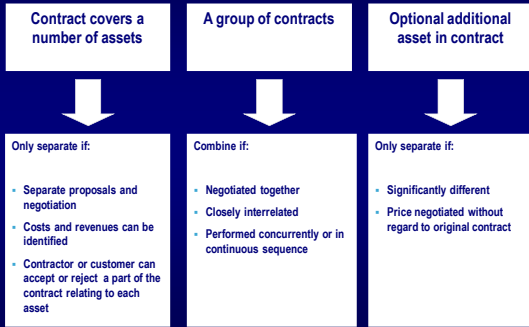 Contract covers a
number of assets
A group of contracts
Optional additional
asset in contract
Only separate if:
▪ Separate proposals and
negotiation
▪ Costs and revenues can be
identified
▪ Contractor or customer can
accept or reject a part of the
contract relating to each
asset
Combine if:
▪ Negotiated together
▪ Closely interrelated
▪ Performed concurrently or in
continuous sequence
Only separate if:
▪ Significantly different
▪ Price negotiated without
regard to original contract